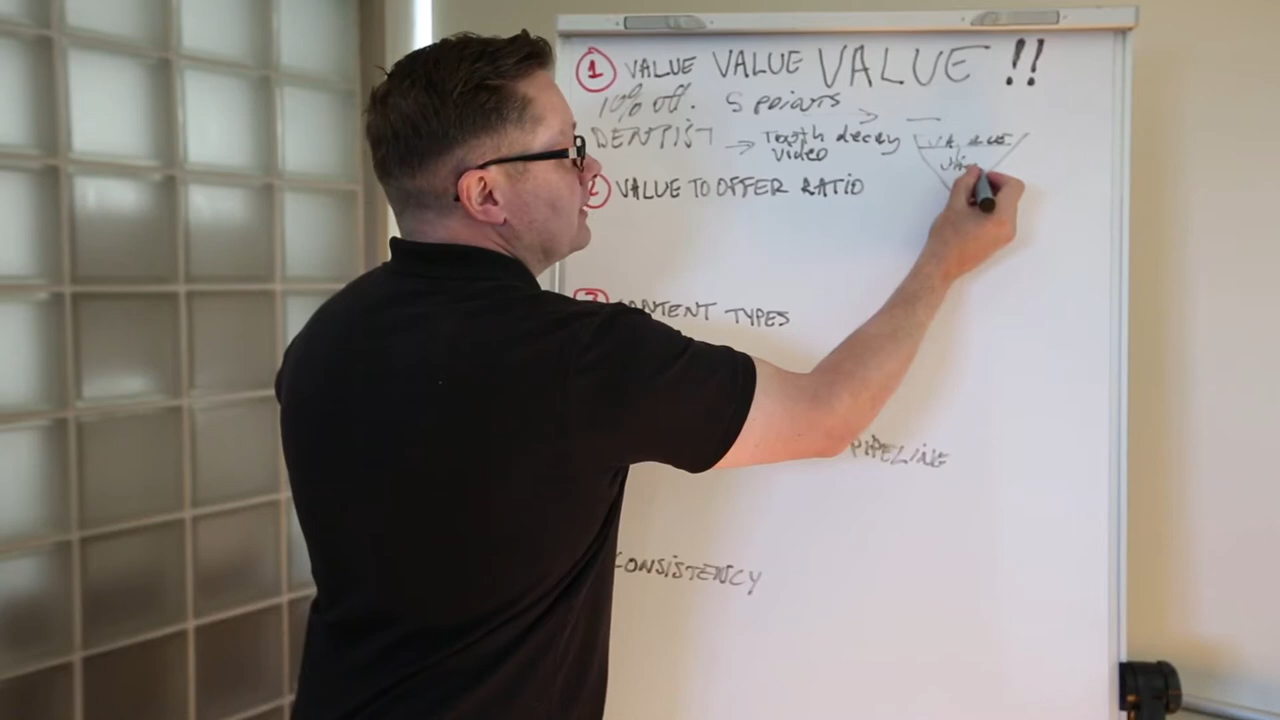 1 VALUE VALUE VALUE !!
10% off. 5 points
DENTIST → Tooth decay
video
VALUE
2 VALUE TO OFFER RATIO
3 CONTENT TYPES
PIPELINE
CONSISTENCY